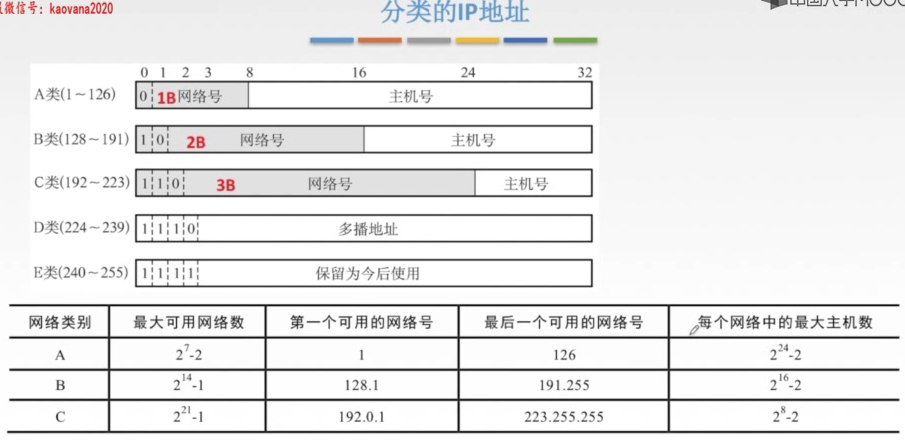 微信号：kaoyana2020
中国大学MOOC
分类的IP地址
0 1 2 3 8 16 24 32
A类(1～126) 0 1B 网络号 主机号
B类(128～191) 1 0 2B 网络号 主机号
C类(192～223) 1 1 0 3B 网络号 主机号
D类(224～239) 1 1 1 0 多播地址
E类(240～255) 1 1 1 1 保留为今后使用
网络类别 最大可用网络数 第一个可用的网络号 最后一个可用的网络号 每个网络中的最大主机数
A 2^7-2 1 126 2^24-2
B 2^14-1 128.1 191.255 2^16-2
C 2^21-1 192.0.1 223.255.255 2^8-2